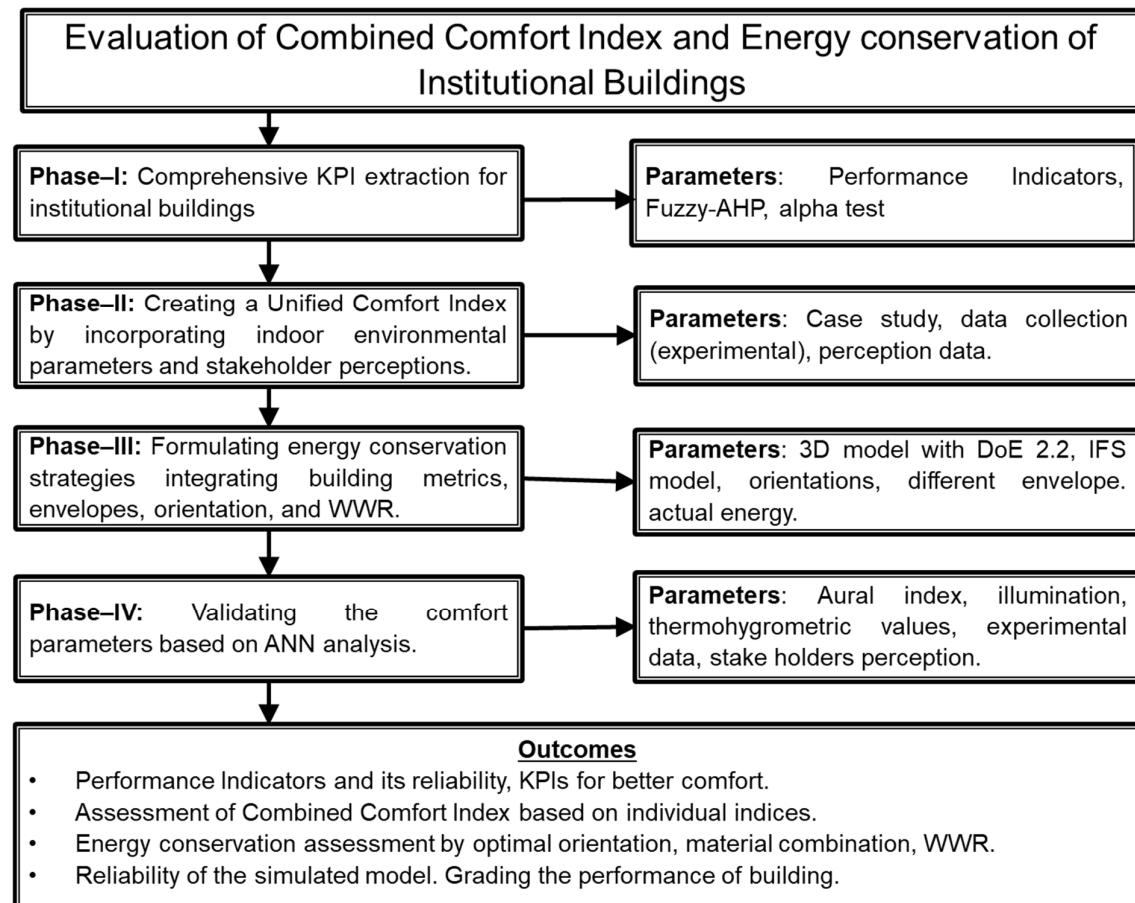 Evaluation of Combined Comfort Index and Energy conservation of
Institutional Buildings
Phase–I: Comprehensive KPI extraction for
institutional buildings
Parameters: Performance Indicators,
Fuzzy-AHP, alpha test
Phase–II: Creating a Unified Comfort Index
by incorporating indoor environmental
parameters and stakeholder perceptions.
Parameters: Case study, data collection
(experimental), perception data.
Phase–III: Formulating energy conservation
strategies integrating building metrics,
envelopes, orientation, and WWR.
Parameters: 3D model with DoE 2.2, IFS
model, orientations, different envelope.
actual energy.
Phase–IV: Validating the comfort
parameters based on ANN analysis.
Parameters: Aural index, illumination,
thermohygrometric values, experimental
data, stake holders perception.
Outcomes
• Performance Indicators and its reliability, KPIs for better comfort.
• Assessment of Combined Comfort Index based on individual indices.
• Energy conservation assessment by optimal orientation, material combination, WWR.
• Reliability of the simulated model. Grading the performance of building.